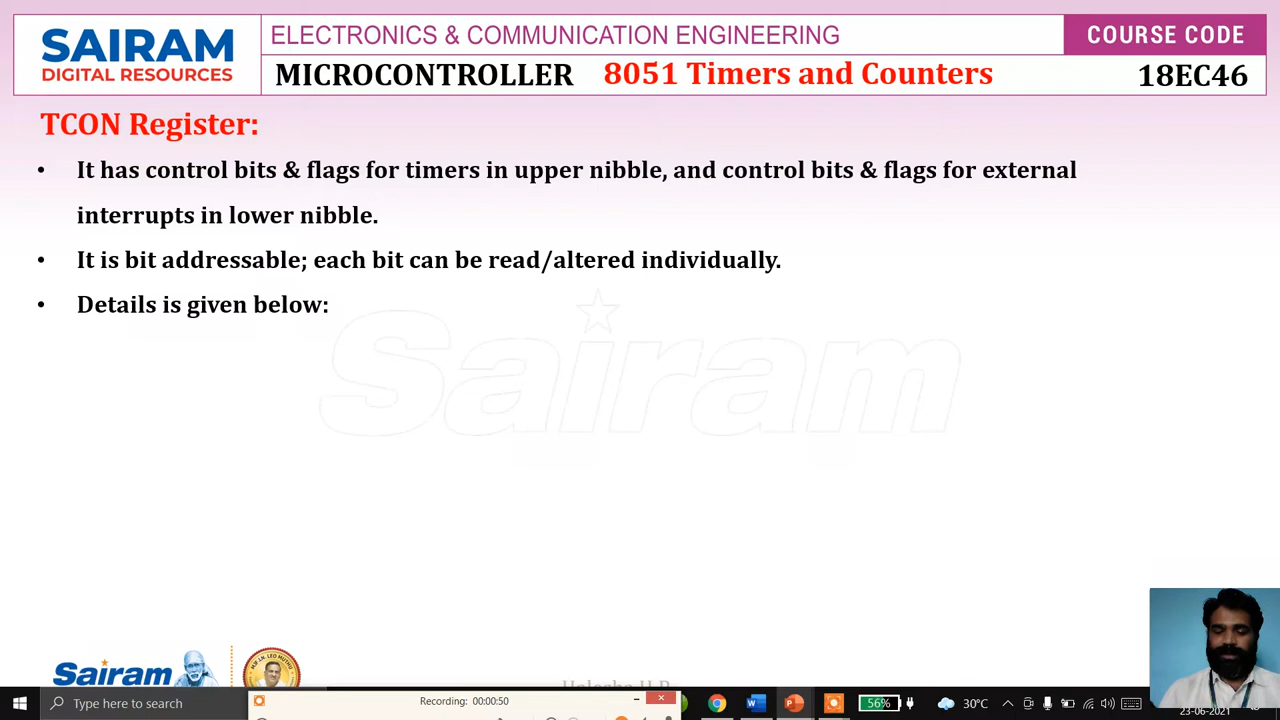 SAIRAM
DIGITAL RESOURCES
ELECTRONICS & COMMUNICATION ENGINEERING
COURSE CODE
MICROCONTROLLER 8051 Timers and Counters
18EC46
TCON Register:
• It has control bits & flags for timers in upper nibble, and control bits & flags for external
interrupts in lower nibble.
• It is bit addressable; each bit can be read/altered individually.
• Details is given below:
Sairam
Sairam
Type here to search
Recording: 00:00:50
56%
30°C
23-06-2021